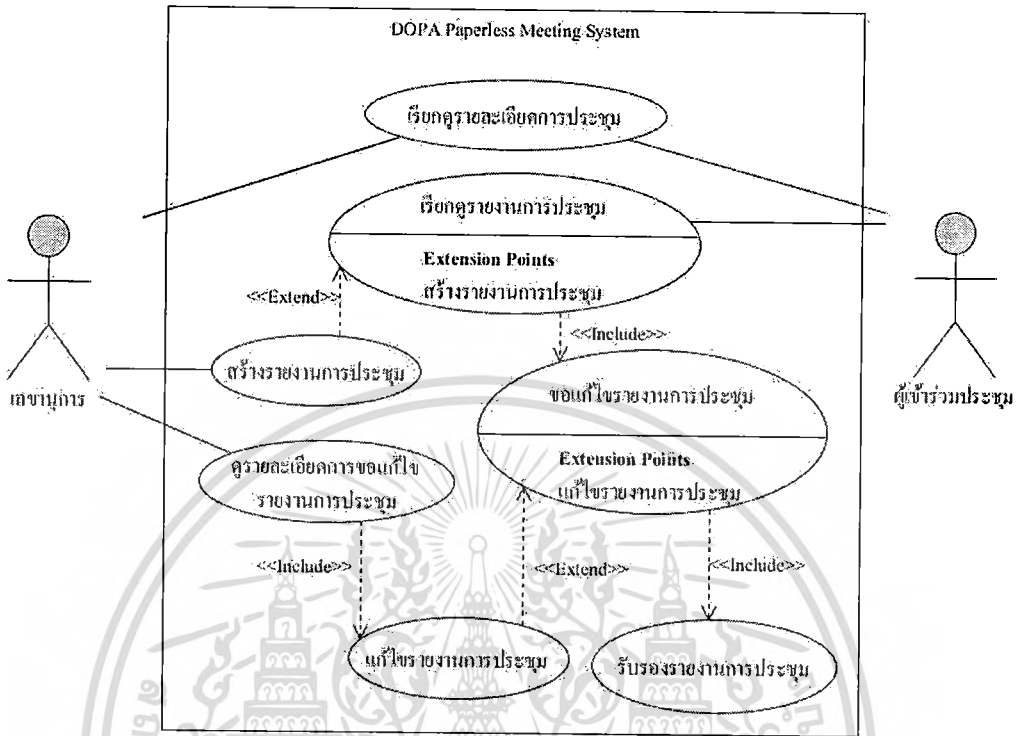 DOPA Paperless Meeting System
เรียกดูรายละเอียดการประชุม
เรียกดูรายงานการประชุม
Extension Points
สร้างรายงานการประชุม
<<Extend>>
<<Include>>
สร้างรายงานการประชุม
ขอแก้ไขรายงานการประชุม
เลขานุการ
ผู้เข้าร่วมประชุม
Extension Points
แก้ไขรายงานการประชุม
ดูรายละเอียดการขอแก้ไข
รายงานการประชุม
<<Include>>
<<Extend>>
<<Include>>
แก้ไขรายงานการประชุม
รับรองรายงานการประชุม